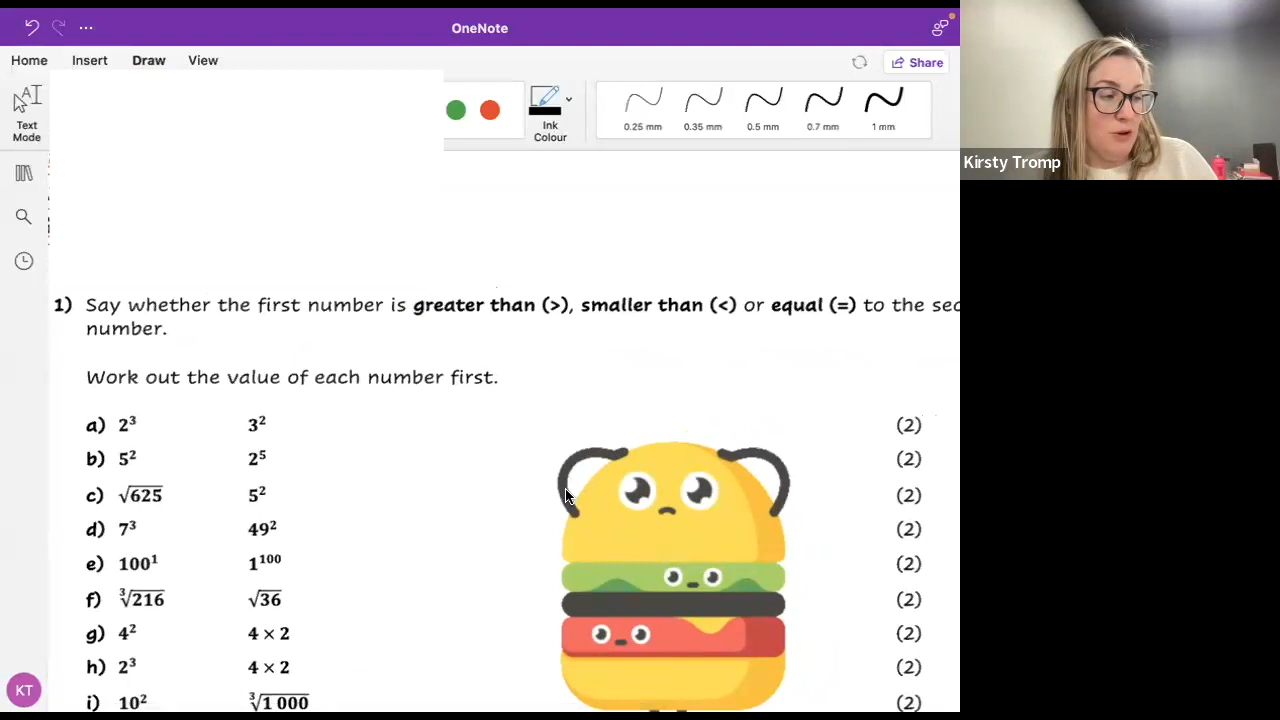 OneNote
Home Insert Draw View
Share
Text Mode
Ink Colour
0.25 mm 0.35 mm 0.5 mm 0.7 mm 1 mm
Kirsty Tromp
1) Say whether the first number is greater than (>), smaller than (<) or equal (=) to the
number.
Work out the value of each number first.
a) 2³ 3² (2)
b) 5² 2⁵ (2)
c) √625 5² (2)
d) 7³ 49² (2)
e) 100¹ 1¹⁰⁰ (2)
f) ∛216 √36 (2)
g) 4² 4 × 2 (2)
h) 2³ 4 × 2 (2)
i) 10² ∛1 000 (2)
KT